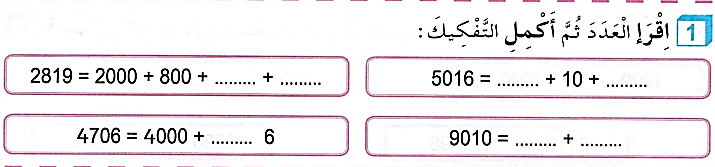 1 اِقْرَإِ الْعَدَدَ ثُمَّ أَكْمِلِ التَّفْكِيكَ :
2819 = 2000 + 800 + ......... + .........
5016 = ......... + 10 + .........
4706 = 4000 + ......... 6
9010 = ......... + .........